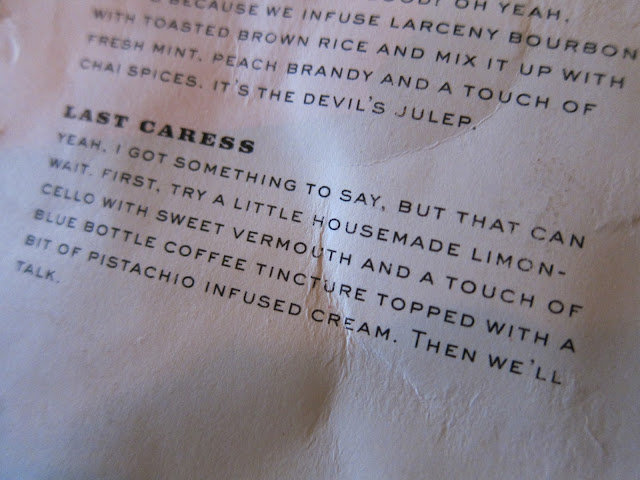 OH YEAH,
BECAUSE WE INFUSE LARCENY BOURBON
WITH TOASTED BROWN RICE AND MIX IT UP WITH
FRESH MINT, PEACH BRANDY AND A TOUCH OF
CHAI SPICES. IT'S THE DEVIL'S JULEP.
LAST CARESS
YEAH, I GOT SOMETHING TO SAY, BUT THAT CAN
WAIT. FIRST, TRY A LITTLE HOUSEMADE LIMON-
CELLO WITH SWEET VERMOUTH AND A TOUCH OF
BLUE BOTTLE COFFEE TINCTURE TOPPED WITH A
BIT OF PISTACHIO INFUSED CREAM. THEN WE'LL
TALK.